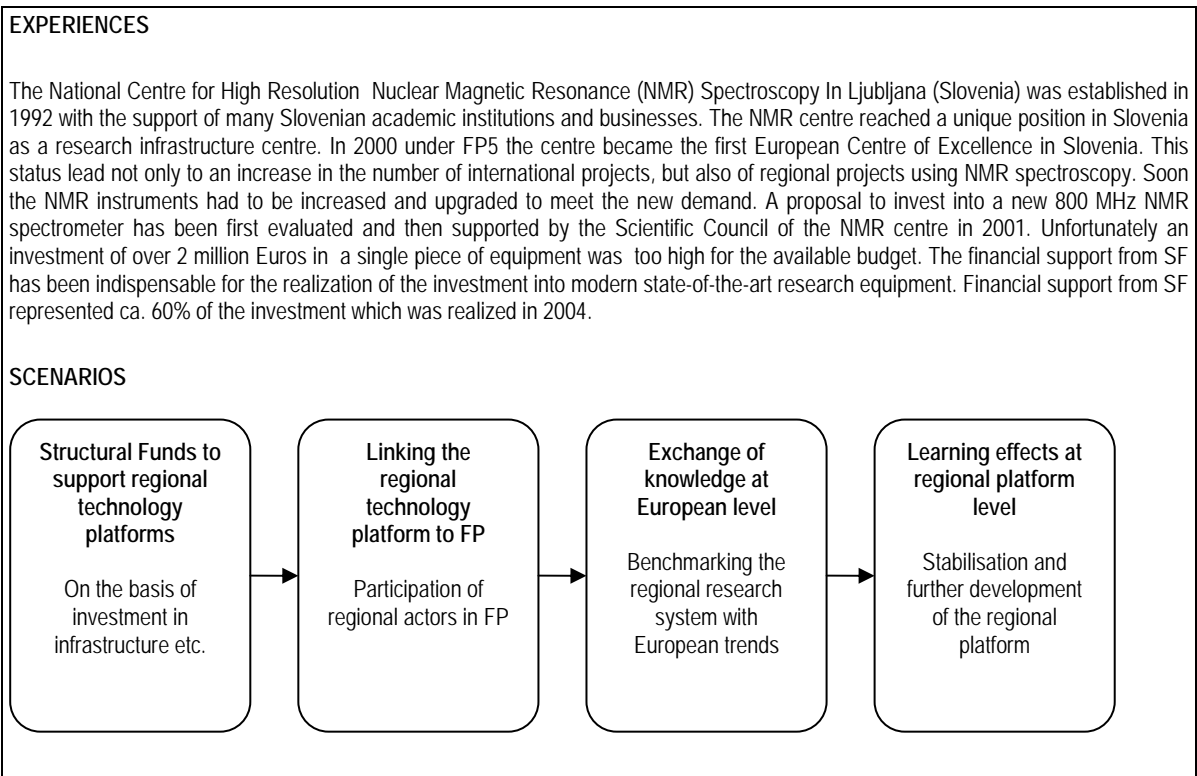 EXPERIENCES
The National Centre for High Resolution Nuclear Magnetic Resonance (NMR) Spectroscopy In Ljubljana (Slovenia) was established in
1992 with the support of many Slovenian academic institutions and businesses. The NMR centre reached a unique position in Slovenia
as a research infrastructure centre. In 2000 under FP5 the centre became the first European Centre of Excellence in Slovenia. This
status lead not only to an increase in the number of international projects, but also of regional projects using NMR spectroscopy. Soon
the NMR instruments had to be increased and upgraded to meet the new demand. A proposal to invest into a new 800 MHz NMR
spectrometer has been first evaluated and then supported by the Scientific Council of the NMR centre in 2001. Unfortunately an
investment of over 2 million Euros in a single piece of equipment was too high for the available budget. The financial support from SF
has been indispensable for the realization of the investment into modern state-of-the-art research equipment. Financial support from SF
represented ca. 60% of the investment which was realized in 2004.
SCENARIOS
Structural Funds to
support regional
technology
platforms
On the basis of
investment in
infrastructure etc.
Linking the
regional
technology
platform to FP
Participation of
regional actors in FP
Exchange of
knowledge at
European level
Benchmarking the
regional research
system with
European trends
Learning effects at
regional platform
level
Stabilisation and
further development
of the regional
platform